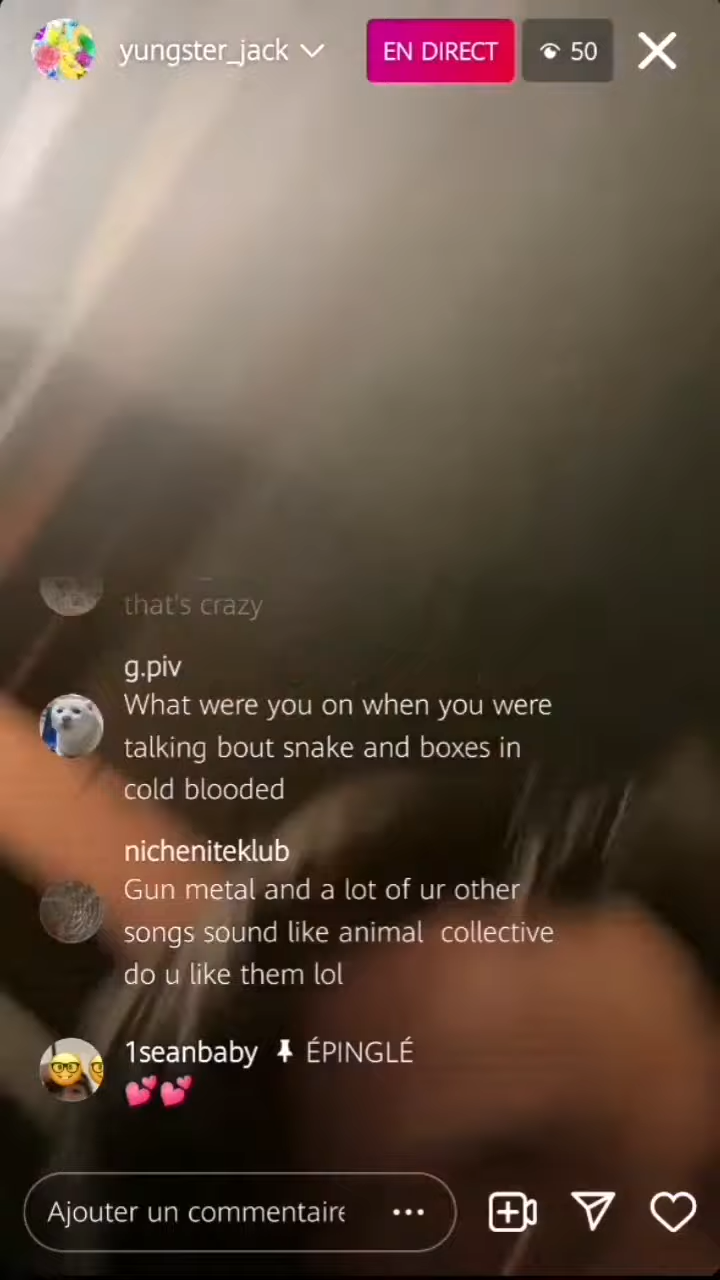 yungster_jack
EN DIRECT
50
that's crazy
g.piv
What were you on when you were
talking bout snake and boxes in
cold blooded
nicheniteklub
Gun metal and a lot of ur other
songs sound like animal collective
do u like them lol
1seanbaby ÉPINGLÉ
💕💕
Ajouter un commentaire